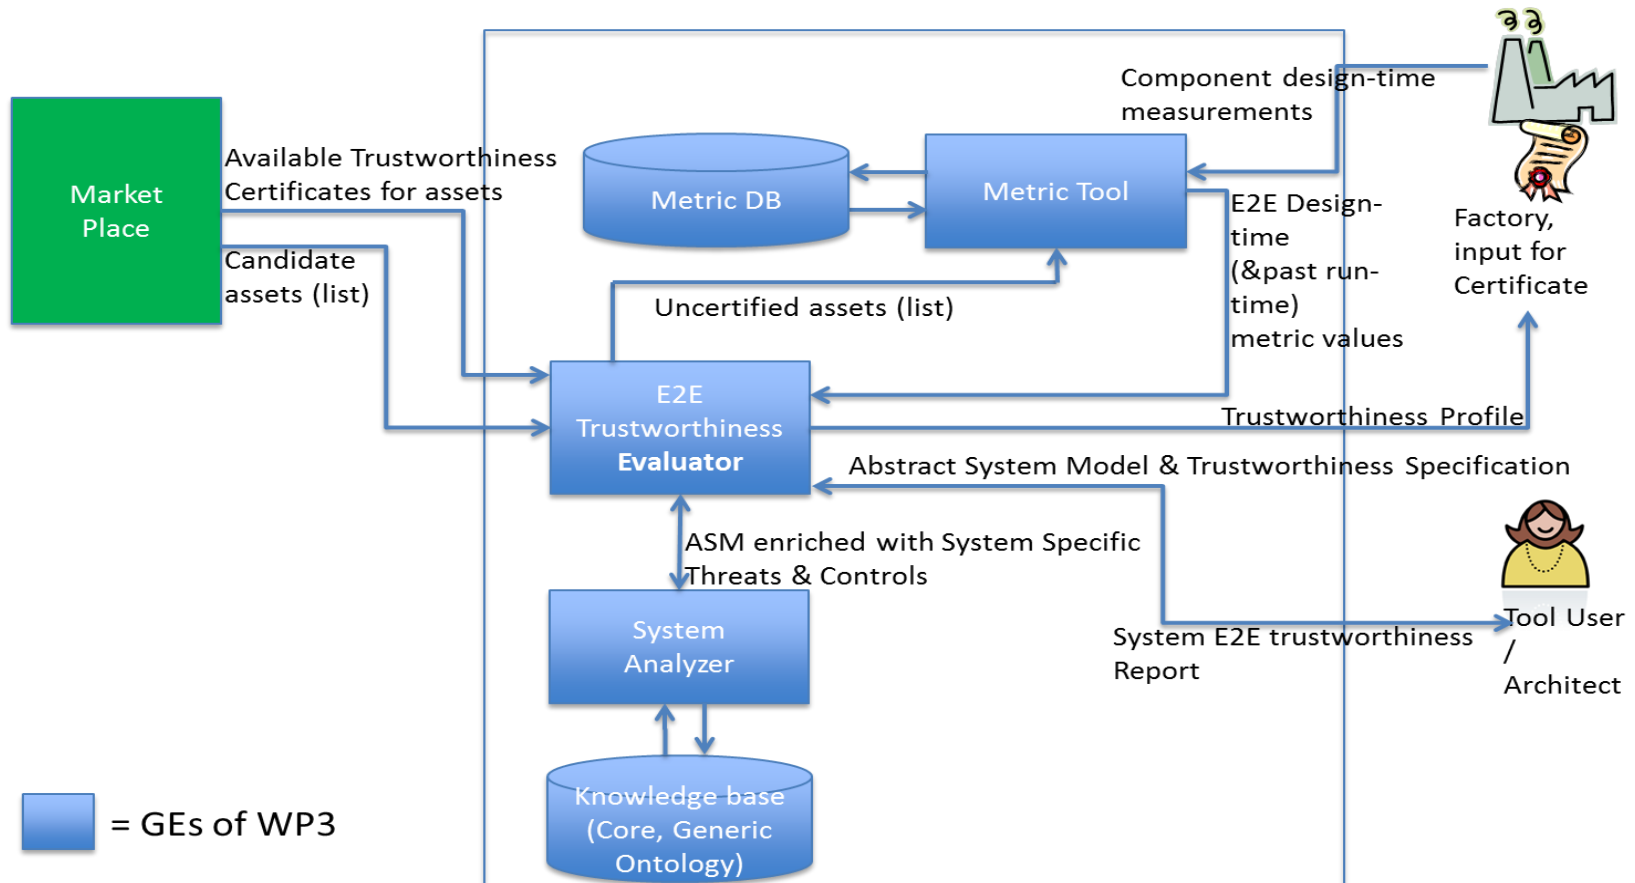 Component design-time
measurements
Market
Place
Available Trustworthiness
Certificates for assets
Candidate
assets (list)
Metric DB
Metric Tool
E2E Design-
time
(&past run-
time)
metric values
Factory,
input for
Certificate
Uncertified assets (list)
E2E
Trustworthiness
Evaluator
Trustworthiness Profile
Abstract System Model & Trustworthiness Specification
ASM enriched with System Specific
Threats & Controls
System
Analyzer
System E2E trustworthiness
Report
Tool User
/
Architect
Knowledge base
(Core, Generic
Ontology)
= GEs of WP3